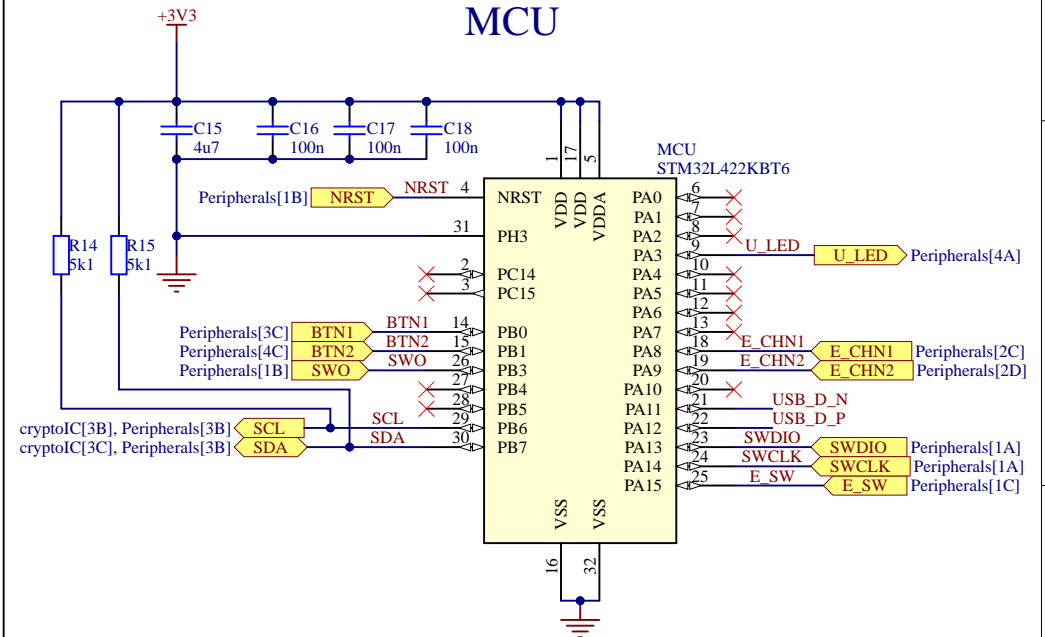 MCU
+3V3
C15
4u7
C16
100n
C17
100n
C18
100n
R14
5k1
R15
5k1
MCU
STM32L422KBT6
1
17
5
VDD
VDD
VDDA
Peripherals[1B] NRST NRST 4 NRST
31 PH3
2 PC14
3 PC15
Peripherals[3C] BTN1 BTN1 14 PB0
Peripherals[4C] BTN2 BTN2 15 PB1
Peripherals[1B] SWO SWO 26 PB3
27 PB4
28 PB5
cryptoIC[3B], Peripherals[3B] SCL SCL 29 PB6
cryptoIC[3C], Peripherals[3B] SDA SDA 30 PB7
PA0 6
PA1 7
PA2 8
PA3 9 U_LED U_LED Peripherals[4A]
PA4 10
PA5 11
PA6 12
PA7 13
PA8 18 E_CHN1 E_CHN1 Peripherals[2C]
PA9 19 E_CHN2 E_CHN2 Peripherals[2D]
PA10 20
PA11 21 USB_D_N
PA12 22 USB_D_P
PA13 23 SWDIO SWDIO Peripherals[1A]
PA14 24 SWCLK SWCLK Peripherals[1A]
PA15 25 E_SW E_SW Peripherals[1C]
VSS
VSS
16
32